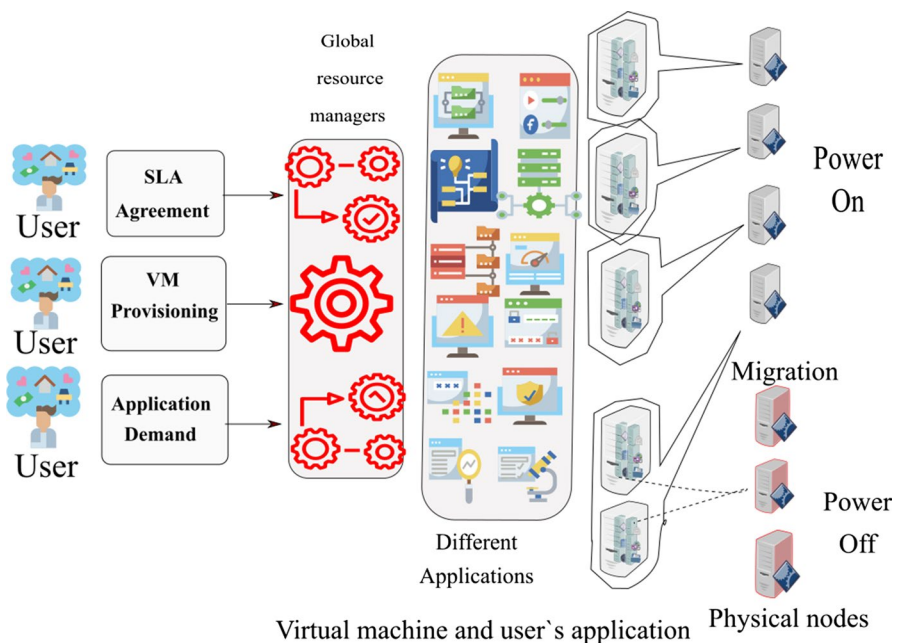 Global
resource
managers
User
SLA
Agreement
User
VM
Provisioning
User
Application
Demand
Different
Applications
Power
On
Migration
Power
Off
Physical nodes
Virtual machine and user`s application